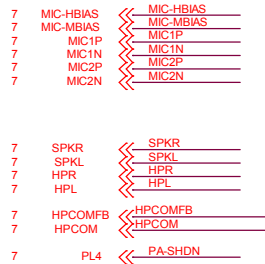 7 MIC-HBIAS MIC-HBIAS
7 MIC-MBIAS MIC-MBIAS
7 MIC1P MIC1P
7 MIC1N MIC1N
7 MIC2P MIC2P
7 MIC2N MIC2N
7 SPKR SPKR
7 SPKL SPKL
7 HPR HPR
7 HPL HPL
7 HPCOMFB HPCOMFB
7 HPCOM HPCOM
7 PL4 PA-SHDN